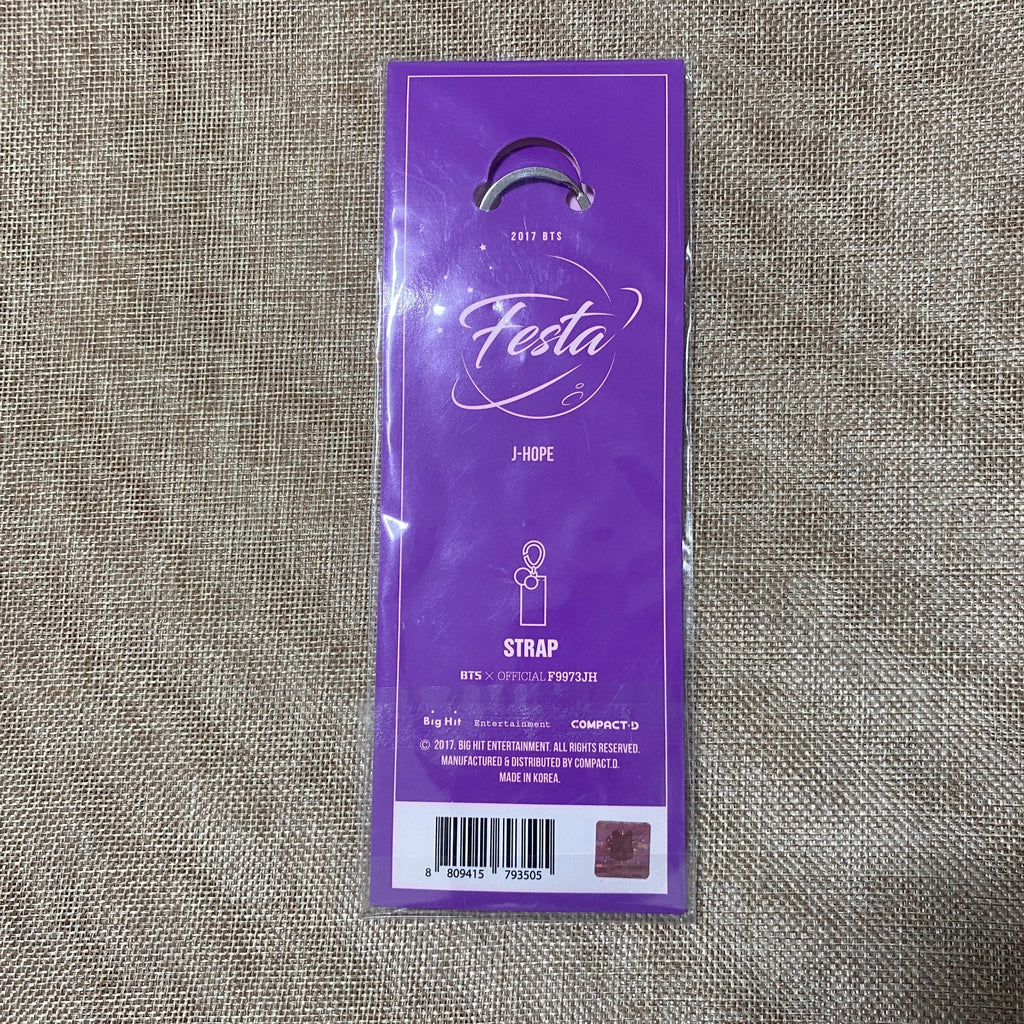 2017 BTS
Festa
J-HOPE
STRAP
BTS × OFFICIAL F9973JH
Big Hit Entertainment COMPACT·D
© 2017. BIG HIT ENTERTAINMENT. ALL RIGHTS RESERVED.
MANUFACTURED & DISTRIBUTED BY COMPACT.D.
MADE IN KOREA.
8 809415 793505